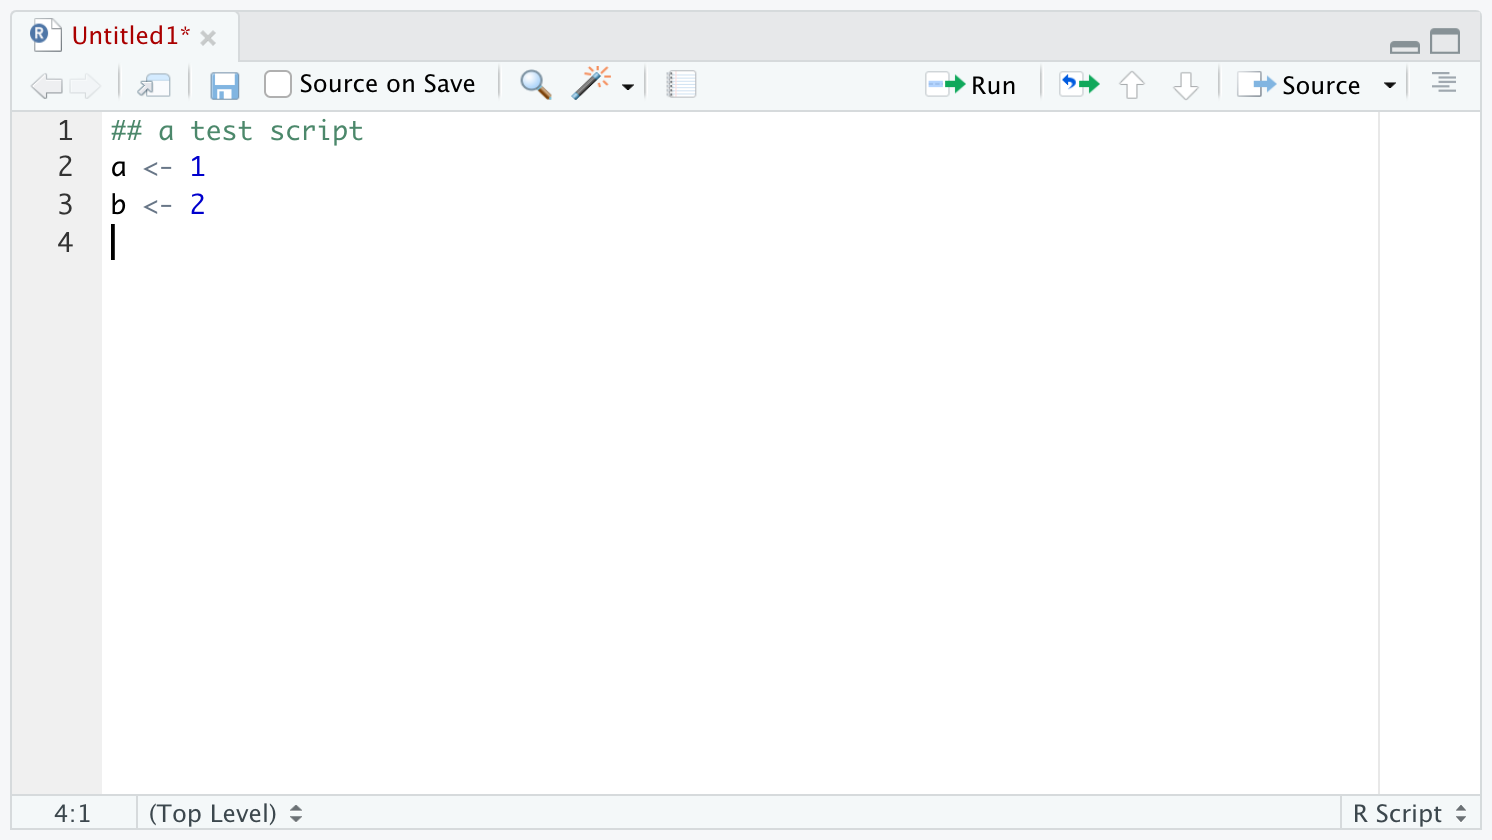 R Untitled1*
Source on Save Run Source
1 ## a test script
2 a <- 1
3 b <- 2
4
4:1 (Top Level) R Script